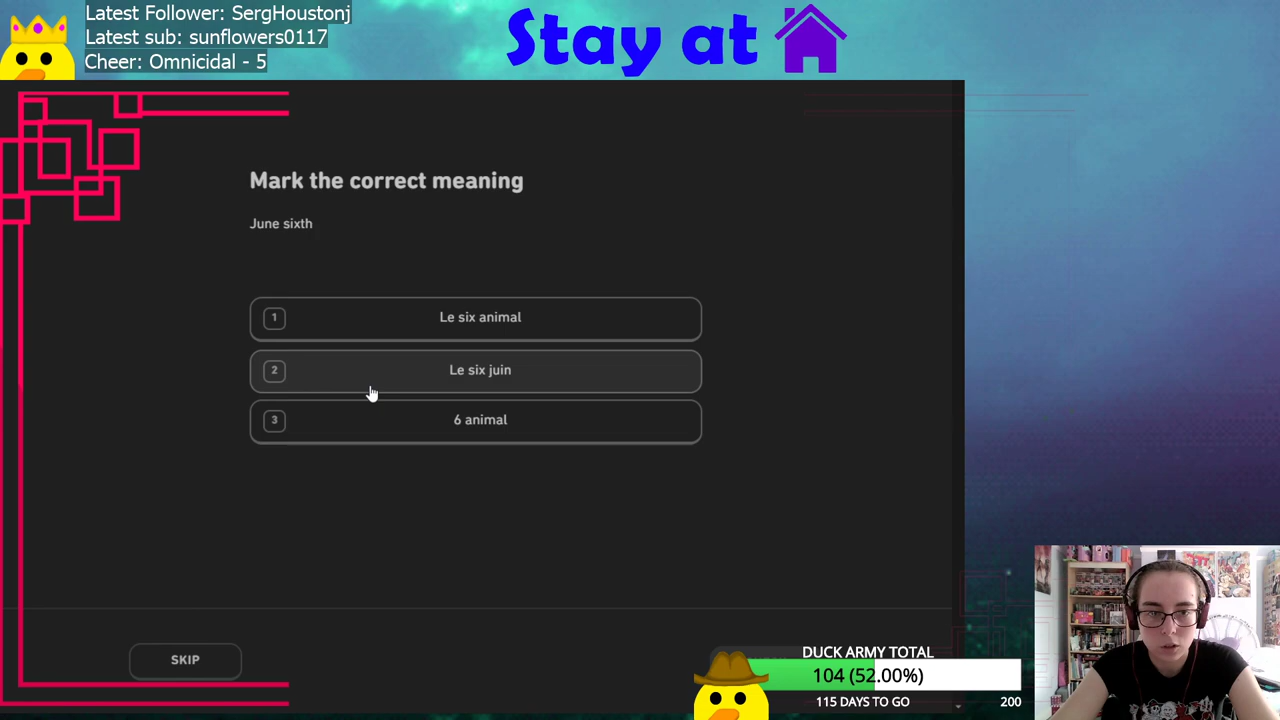 Latest Follower: SergHoustonj
Latest sub: sunflowers0117
Cheer: Omnicidal - 5
Stay at
Mark the correct meaning
June sixth
1 Le six animal
2 Le six juin
3 6 animal
SKIP
DUCK ARMY TOTAL
104 (52.00%)
115 DAYS TO GO
200